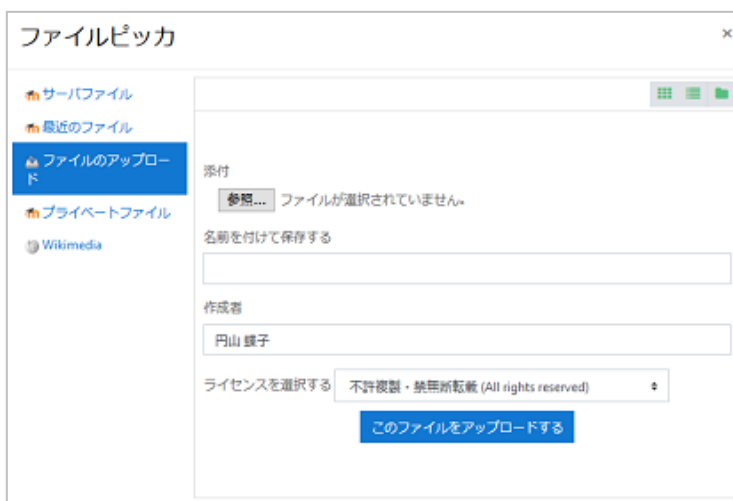 ファイルピッカ
×
サーバファイル
最近のファイル
ファイルのアップロー
ド
プライベートファイル
Wikimedia
添付
参照... ファイルが選択されていません。
名前を付けて保存する
作成者
円山 蝶子
ライセンスを選択する 不許複製・禁無断転載 (All rights reserved)
このファイルをアップロードする